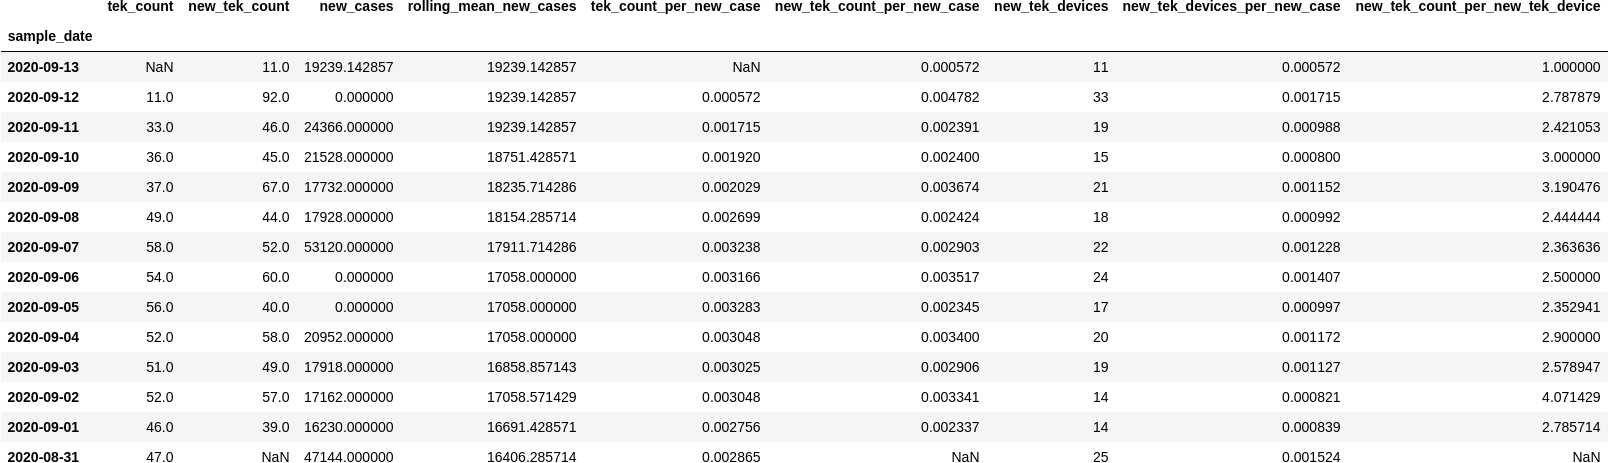 tek_count new_tek_count new_cases rolling_mean_new_cases tek_count_per_new_case new_tek_count_per_new_case new_tek_devices new_tek_devices_per_new_case new_tek_count_per_new_tek_device
sample_date
2020-09-13 NaN 11.0 19239.142857 19239.142857 NaN 0.000572 11 0.000572 1.000000
2020-09-12 11.0 92.0 0.000000 19239.142857 0.000572 0.004782 33 0.001715 2.787879
2020-09-11 33.0 46.0 24366.000000 19239.142857 0.001715 0.002391 19 0.000988 2.421053
2020-09-10 36.0 45.0 21528.000000 18751.428571 0.001920 0.002400 15 0.000800 3.000000
2020-09-09 37.0 67.0 17732.000000 18235.714286 0.002029 0.003674 21 0.001152 3.190476
2020-09-08 49.0 44.0 17928.000000 18154.285714 0.002699 0.002424 18 0.000992 2.444444
2020-09-07 58.0 52.0 53120.000000 17911.714286 0.003238 0.002903 22 0.001228 2.363636
2020-09-06 54.0 60.0 0.000000 17058.000000 0.003166 0.003517 24 0.001407 2.500000
2020-09-05 56.0 40.0 0.000000 17058.000000 0.003283 0.002345 17 0.000997 2.352941
2020-09-04 52.0 58.0 20952.000000 17058.000000 0.003048 0.003400 20 0.001172 2.900000
2020-09-03 51.0 49.0 17918.000000 16858.857143 0.003025 0.002906 19 0.001127 2.578947
2020-09-02 52.0 57.0 17162.000000 17058.571429 0.003048 0.003341 14 0.000821 4.071429
2020-09-01 46.0 39.0 16230.000000 16691.428571 0.002756 0.002337 14 0.000839 2.785714
2020-08-31 47.0 NaN 47144.000000 16406.285714 0.002865 NaN 25 0.001524 NaN